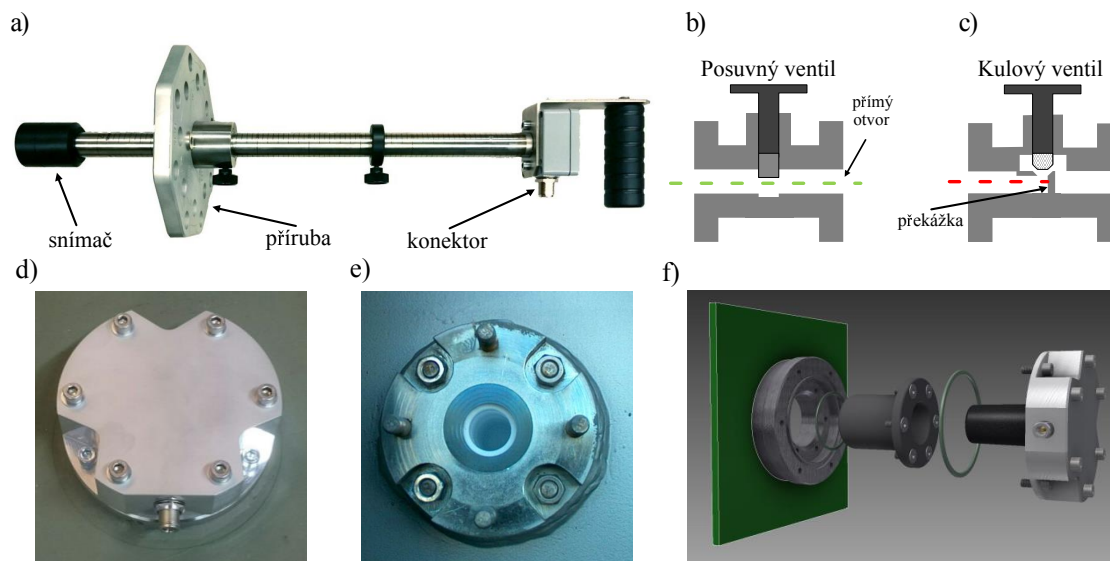 a)
snímač
příruba
konektor
b)
Posuvný ventil
přímý
otvor
c)
Kulový ventil
překážka
d)
e)
f)